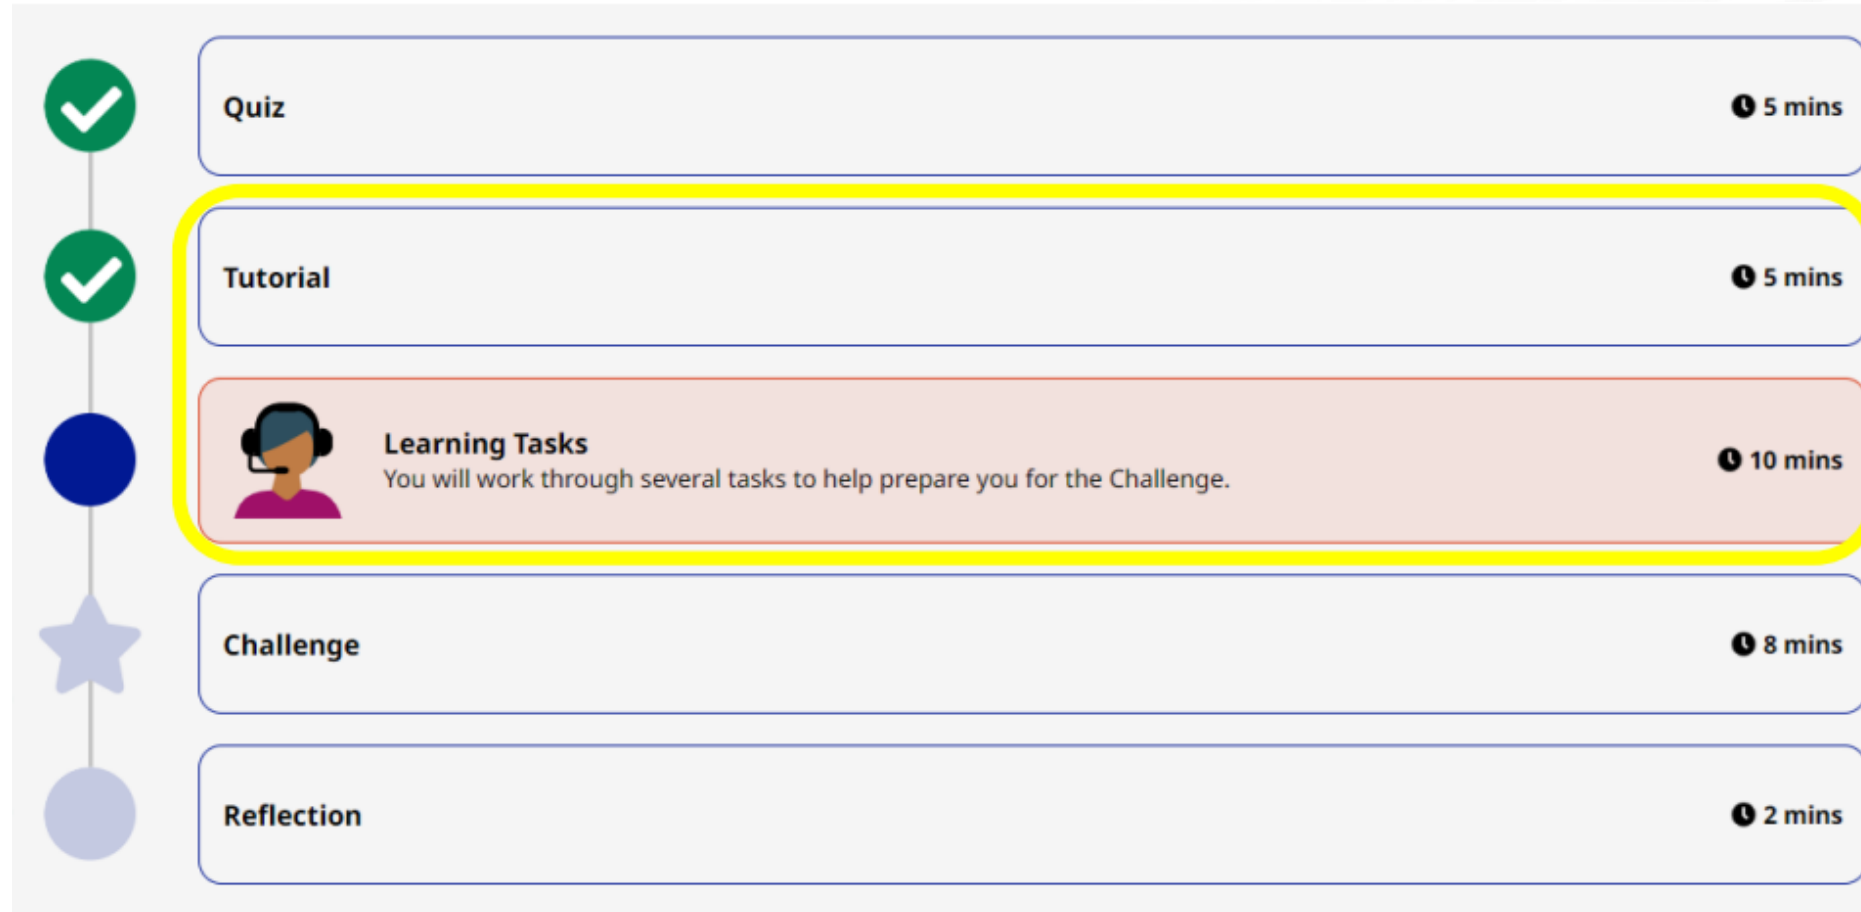 Quiz 5 mins
Tutorial 5 mins
Learning Tasks
You will work through several tasks to help prepare you for the Challenge.
10 mins
Challenge 8 mins
Reflection 2 mins